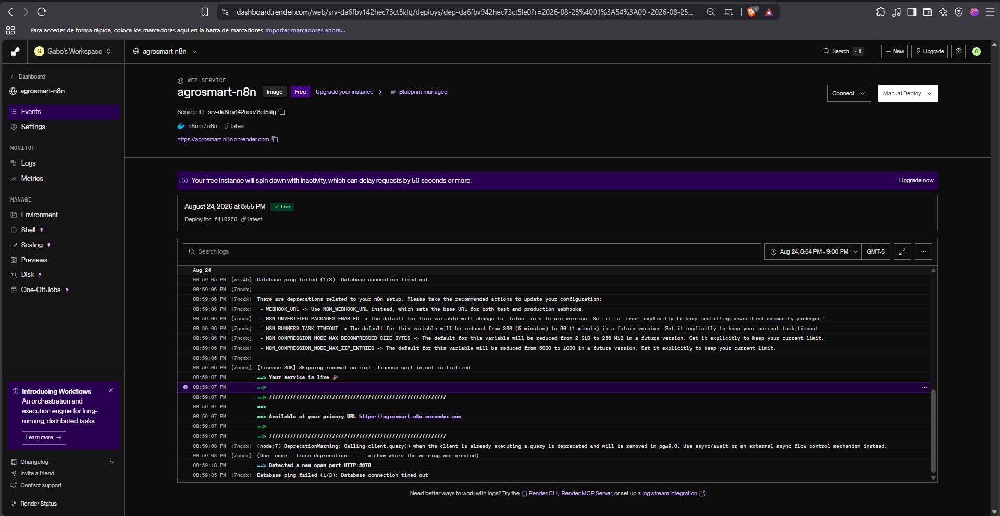 dashboard.render.com/web/srv-da6fbv142hec73ct5klg/deploys/dep-da6fbv942hec73ct5le0?r=2026-08-25%4001%3A54%3A09~2026-08-25...
5
Para acceder de forma rápida, coloca los marcadores aquí en la barra de marcadores Importar marcadores ahora...
G Gabo's Workspace
agrosmart-n8n
Search ^ K
+ New
Upgrade
G
← Dashboard
agrosmart-n8n
Events
Settings
MONITOR
Logs
Metrics
MANAGE
Environment
Shell
Scaling
Previews
Disk
One-Off Jobs
Introducing Workflows
An orchestration and
execution engine for long-
running, distributed tasks.
Learn more →
Changelog
Invite a friend
Contact support
Render Status
WEB SERVICE
agrosmart-n8n Image Free Upgrade your instance → Blueprint managed
Connect
Manual Deploy
Service ID: srv-da6fbv142hec73ct5klg
n8nio / n8n latest
https://agrosmart-n8n.onrender.com
Your free instance will spin down with inactivity, which can delay requests by 50 seconds or more. Upgrade now
August 24, 2026 at 8:55 PM ✓ Live
Deploy for f410270 latest
Search logs
Aug 24, 8:54 PM - 9:00 PM GMT-5 ...
Aug 24
08:59:05 PM [wkv4b] Database ping failed (1/3): Database connection timed out
08:59:06 PM [7ncdx]
08:59:06 PM [7ncdx] There are deprecations related to your n8n setup. Please take the recommended actions to update your configuration:
08:59:06 PM [7ncdx] - WEBHOOK_URL -> Use N8N_WEBHOOK_URL instead, which sets the base URL for both test and production webhooks.
08:59:06 PM [7ncdx] - N8N_UNVERIFIED_PACKAGES_ENABLED -> The default for this variable will change to `false` in a future version. Set it to `true` explicitly to keep installing unverified community packages.
08:59:06 PM [7ncdx] - N8N_RUNNERS_TASK_TIMEOUT -> The default for this variable will be reduced from 300 (5 minutes) to 60 (1 minute) in a future version. Set it explicitly to keep your current task timeout.
08:59:06 PM [7ncdx] - N8N_COMPRESSION_NODE_MAX_DECOMPRESSED_SIZE_BYTES -> The default for this variable will be reduced from 2 GiB to 256 MiB in a future version. Set it explicitly to keep your current limit.
08:59:06 PM [7ncdx] - N8N_COMPRESSION_NODE_MAX_ZIP_ENTRIES -> The default for this variable will be reduced from 5000 to 1000 in a future version. Set it explicitly to keep your current limit.
08:59:06 PM [7ncdx]
08:59:06 PM [7ncdx] [license SDK] Skipping renewal on init: license cert is not initialized
08:59:07 PM ==> Your service is live 🎉
08:59:07 PM ==> ...
08:59:07 PM ==> ///////////////////////////////////////////////////////////
08:59:07 PM ==>
08:59:07 PM ==> Available at your primary URL https://agrosmart-n8n.onrender.com
08:59:07 PM ==>
08:59:07 PM ==> ///////////////////////////////////////////////////////////
08:59:08 PM [7ncdx] (node:7) DeprecationWarning: Calling client.query() when the client is already executing a query is deprecated and will be removed in pg@9.0. Use async/await or an external async flow control mechanism instead.
08:59:08 PM [7ncdx] (Use `node --trace-deprecation ...` to show where the warning was created)
08:59:18 PM ==> Detected a new open port HTTP:5678
08:59:35 PM [7ncdx] Database ping failed (1/3): Database connection timed out
Need better ways to work with logs? Try the Render CLI, Render MCP Server, or set up a log stream integration